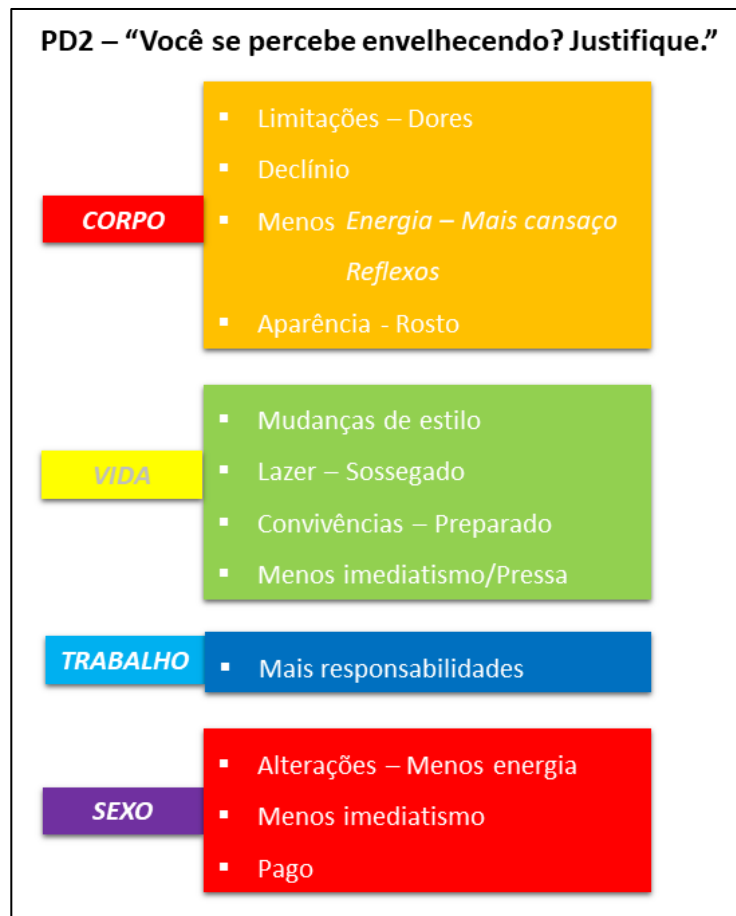 PD2 – “Você se percebe envelhecendo? Justifique.”
CORPO
▪ Limitações – Dores
▪ Declínio
▪ Menos Energia – Mais cansaço
Reflexos
▪ Aparência - Rosto
VIDA
▪ Mudanças de estilo
▪ Lazer – Sossegado
▪ Convivências – Preparado
▪ Menos imediatismo/Pressa
TRABALHO
▪ Mais responsabilidades
SEXO
▪ Alterações – Menos energia
▪ Menos imediatismo
▪ Pago